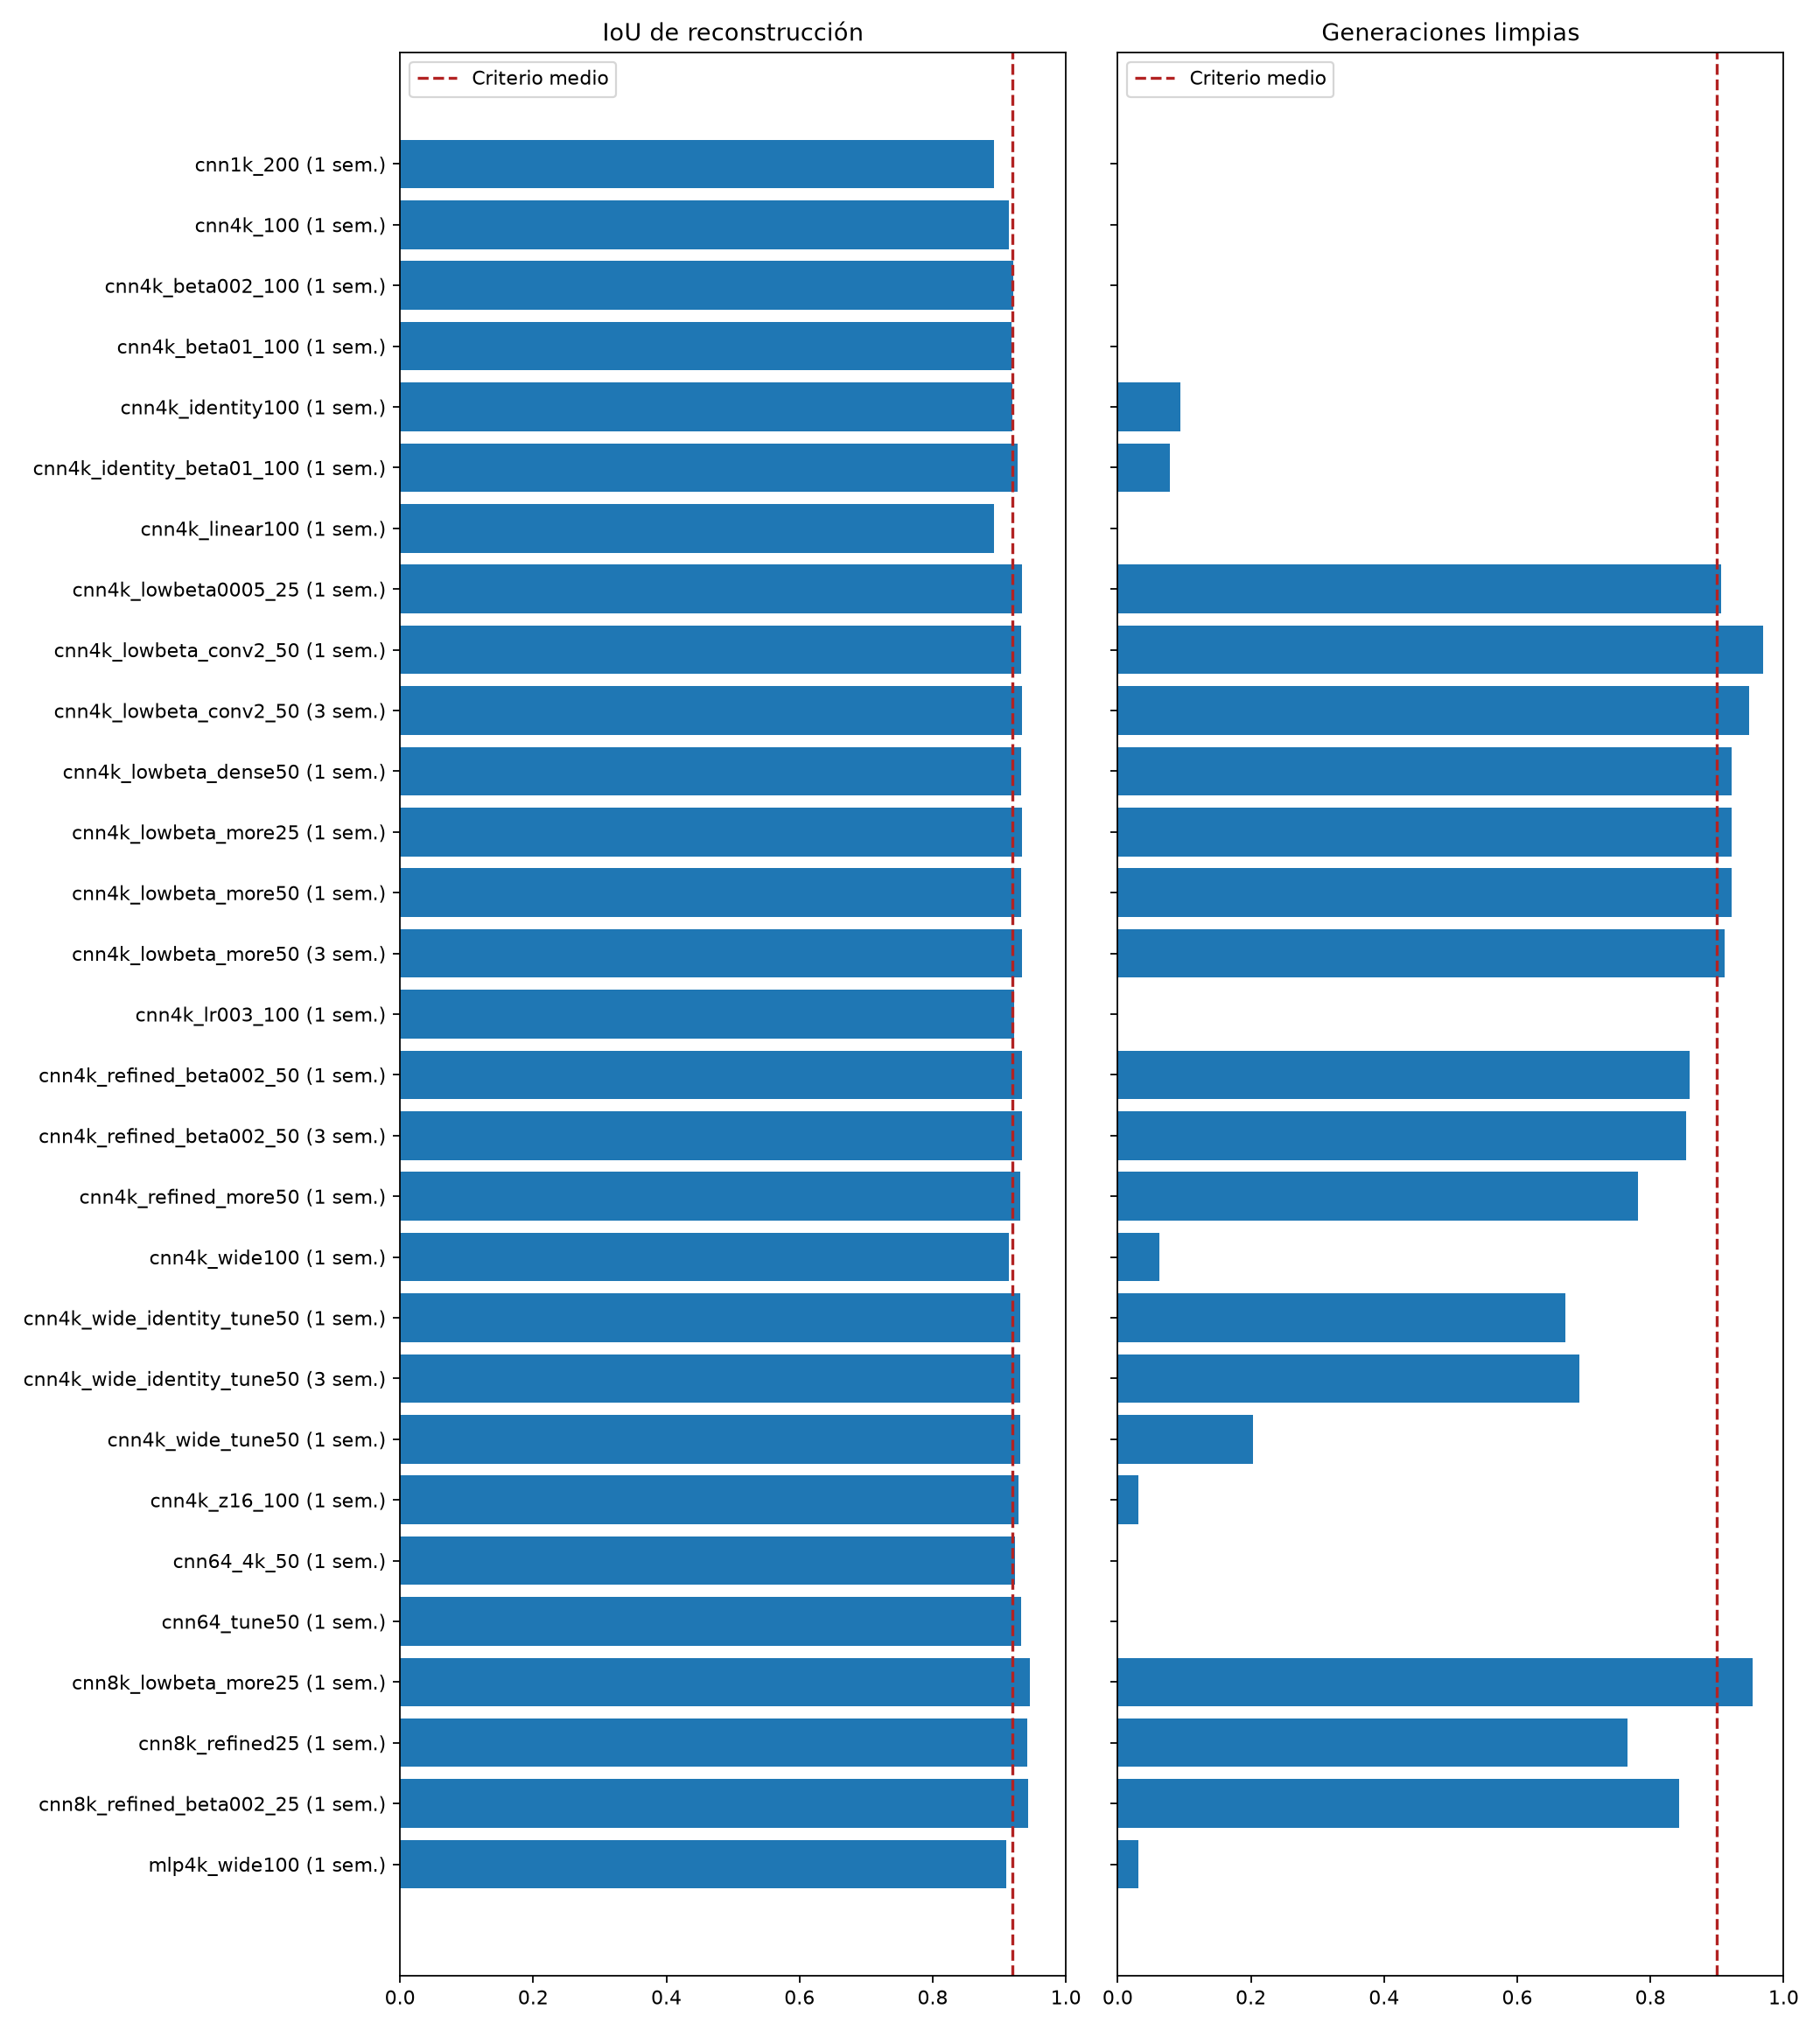 IoU de reconstrucción
Generaciones limpias
Criterio medio
Criterio medio
cnn1k_200 (1 sem.)
cnn4k_100 (1 sem.)
cnn4k_beta002_100 (1 sem.)
cnn4k_beta01_100 (1 sem.)
cnn4k_identity100 (1 sem.)
cnn4k_identity_beta01_100 (1 sem.)
cnn4k_linear100 (1 sem.)
cnn4k_lowbeta0005_25 (1 sem.)
cnn4k_lowbeta_conv2_50 (1 sem.)
cnn4k_lowbeta_conv2_50 (3 sem.)
cnn4k_lowbeta_dense50 (1 sem.)
cnn4k_lowbeta_more25 (1 sem.)
cnn4k_lowbeta_more50 (1 sem.)
cnn4k_lowbeta_more50 (3 sem.)
cnn4k_lr003_100 (1 sem.)
cnn4k_refined_beta002_50 (1 sem.)
cnn4k_refined_beta002_50 (3 sem.)
cnn4k_refined_more50 (1 sem.)
cnn4k_wide100 (1 sem.)
cnn4k_wide_identity_tune50 (1 sem.)
cnn4k_wide_identity_tune50 (3 sem.)
cnn4k_wide_tune50 (1 sem.)
cnn4k_z16_100 (1 sem.)
cnn64_4k_50 (1 sem.)
cnn64_tune50 (1 sem.)
cnn8k_lowbeta_more25 (1 sem.)
cnn8k_refined25 (1 sem.)
cnn8k_refined_beta002_25 (1 sem.)
mlp4k_wide100 (1 sem.)
0.0 0.2 0.4 0.6 0.8 1.0
0.0 0.2 0.4 0.6 0.8 1.0